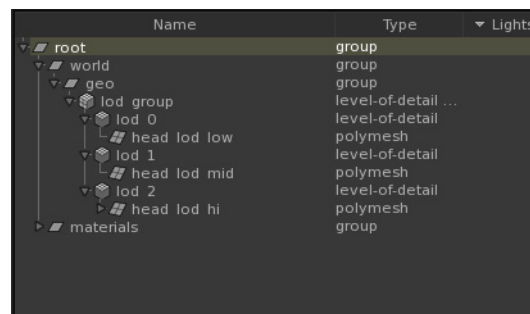 Name Type Lights
root group
world group
geo group
lod group level-of-detail ...
lod 0 level-of-detail
head lod low polymesh
lod 1 level-of-detail
head lod mid polymesh
lod 2 level-of-detail
head lod hi polymesh
materials group